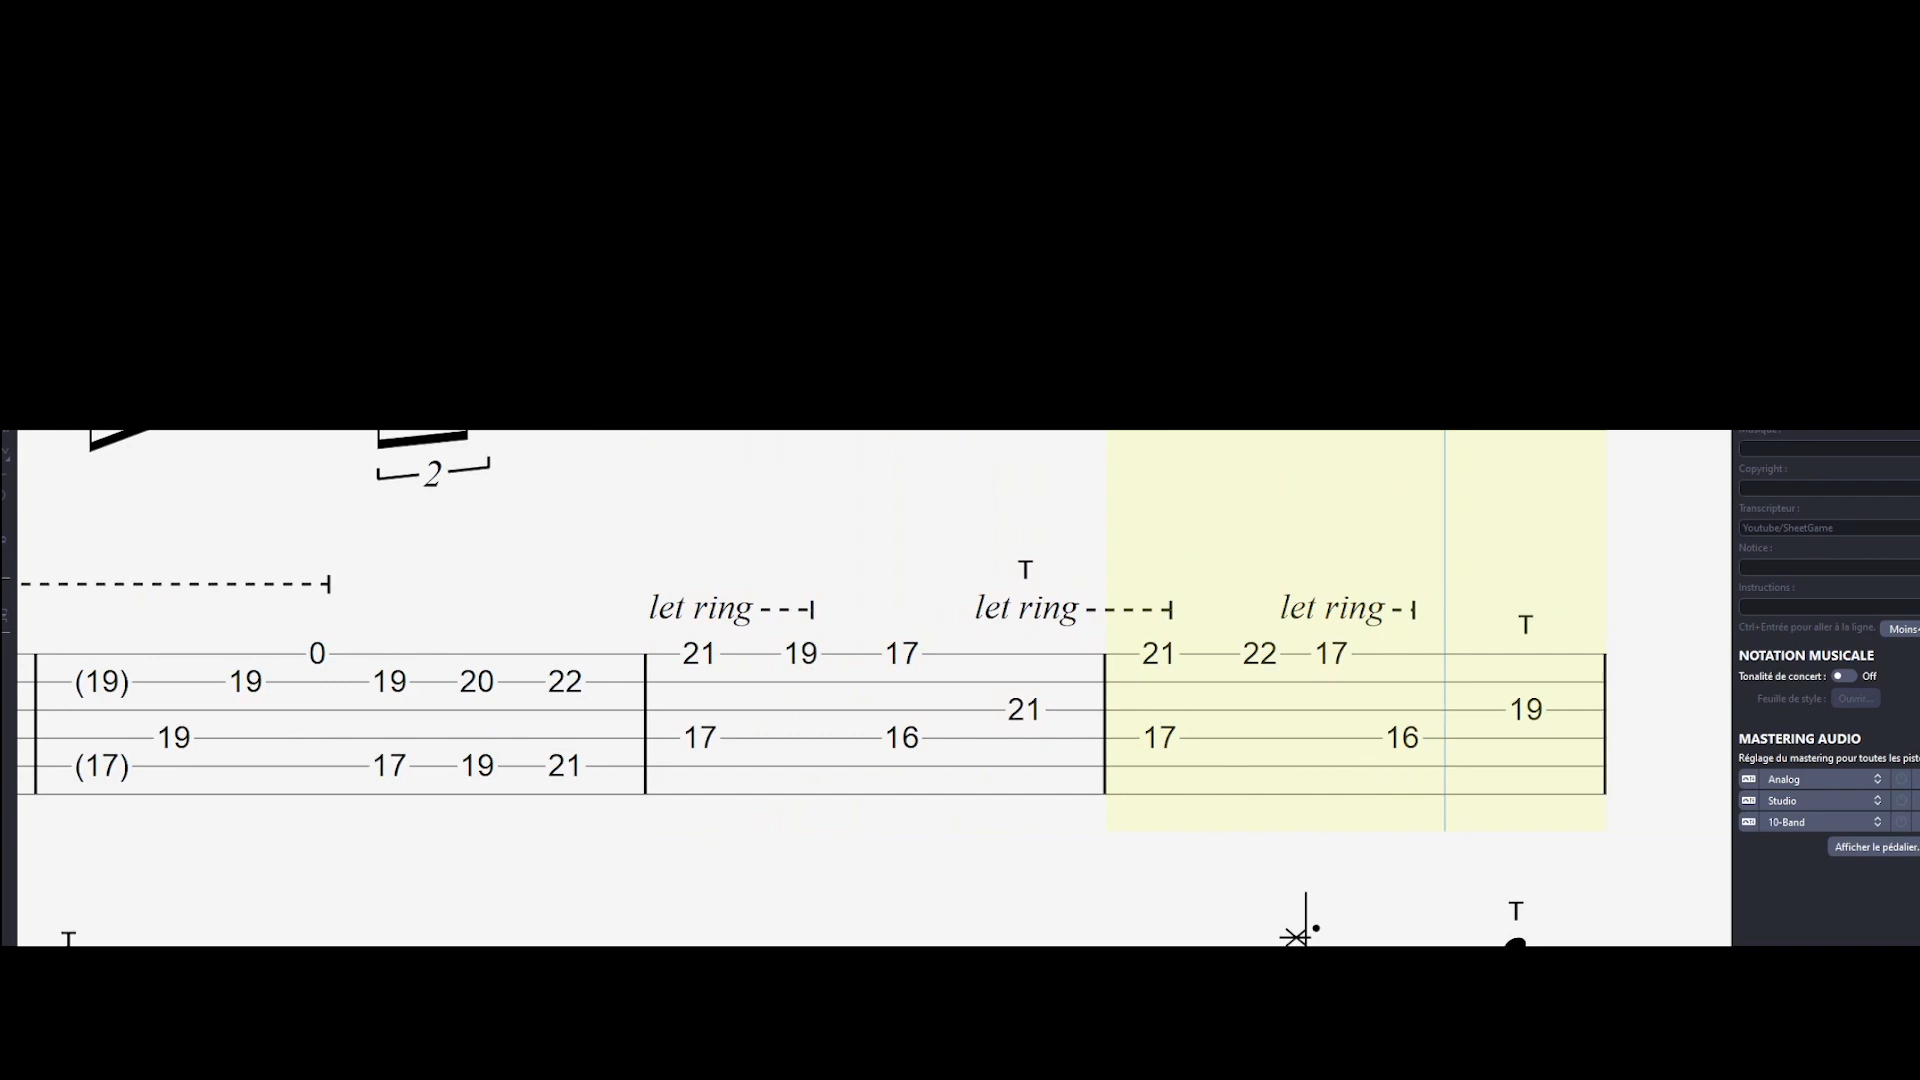 2
T
let ring let ring let ring T
0 21 19 17 21 22 17
(19) 19 19 20 22
21 19
19 17 16 17 16
(17) 17 19 21
T
T
Copyright :
Transcripteur :
Youtube/SheetGame
Notice :
Instructions :
Ctrl+Entrée pour aller à la ligne. Moins
NOTATION MUSICALE
Tonalité de concert : Off
Feuille de style : Ouvrir...
MASTERING AUDIO
Réglage du mastering pour toutes les pist
Analog
Studio
10-Band
Afficher le pédalier.